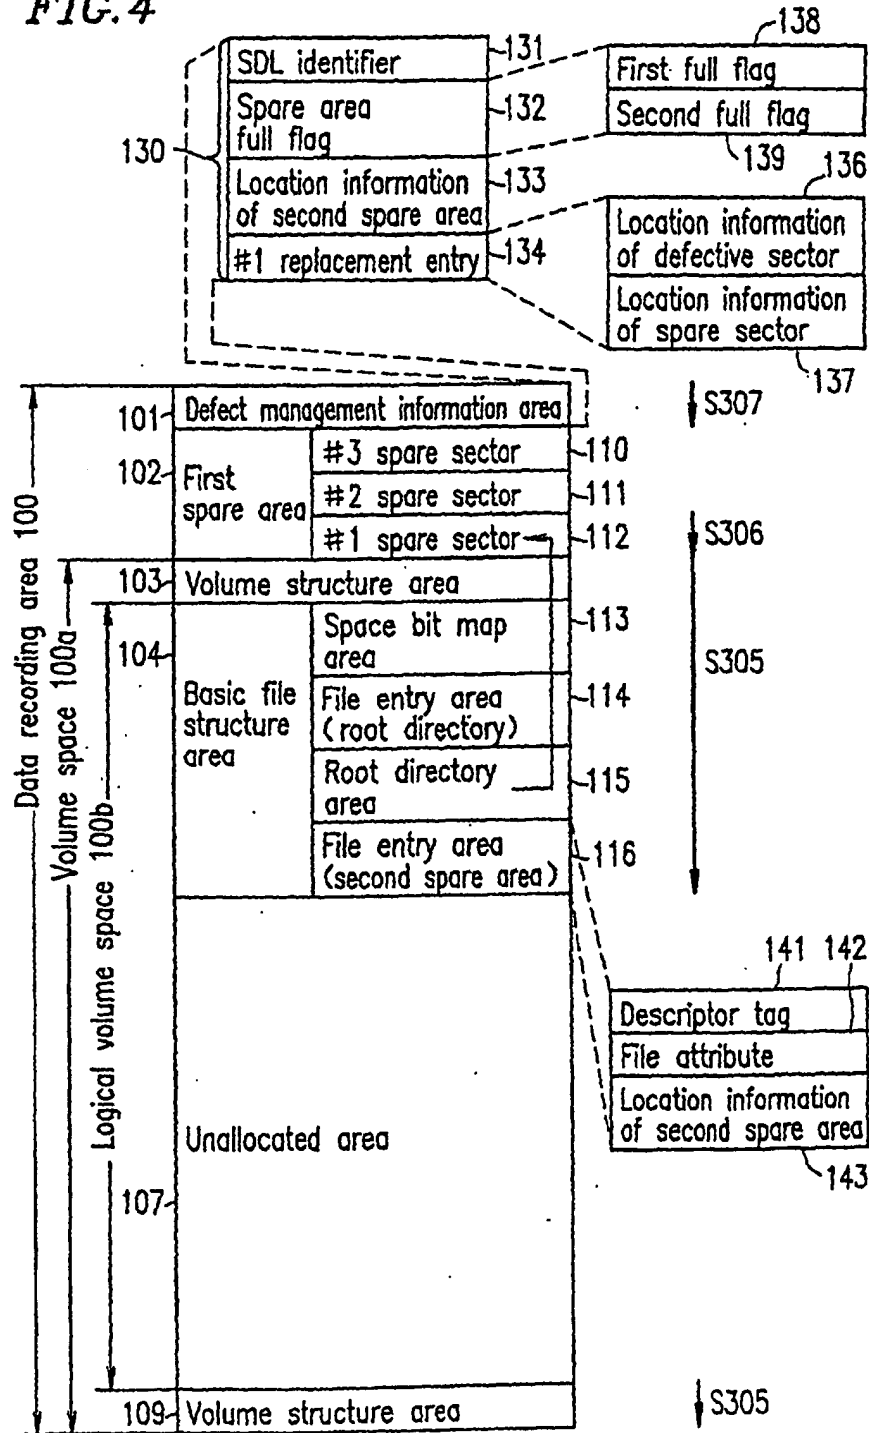 FIG. 4
138
SDL identifier
131
First full flag
Spare area
full flag
132
Second full flag
139
130
Location information
of second spare area
133
136
Location information
of defective sector
#1 replacement entry
134
Location information
of spare sector
137
101
Defect management information area
S307
102
First
spare area
#3 spare sector
110
#2 spare sector
111
#1 spare sector
112
S306
103
Volume structure area
104
Basic file
structure
area
Space bit map
area
113
S305
File entry area
(root directory)
114
Root directory
area
115
File entry area
(second spare area)
116
Data recording area 100
Volume space 100a
Logical volume space 100b
141 142
Descriptor tag
File attribute
Location information
of second spare area
143
Unallocated area
107
109
Volume structure area
S305